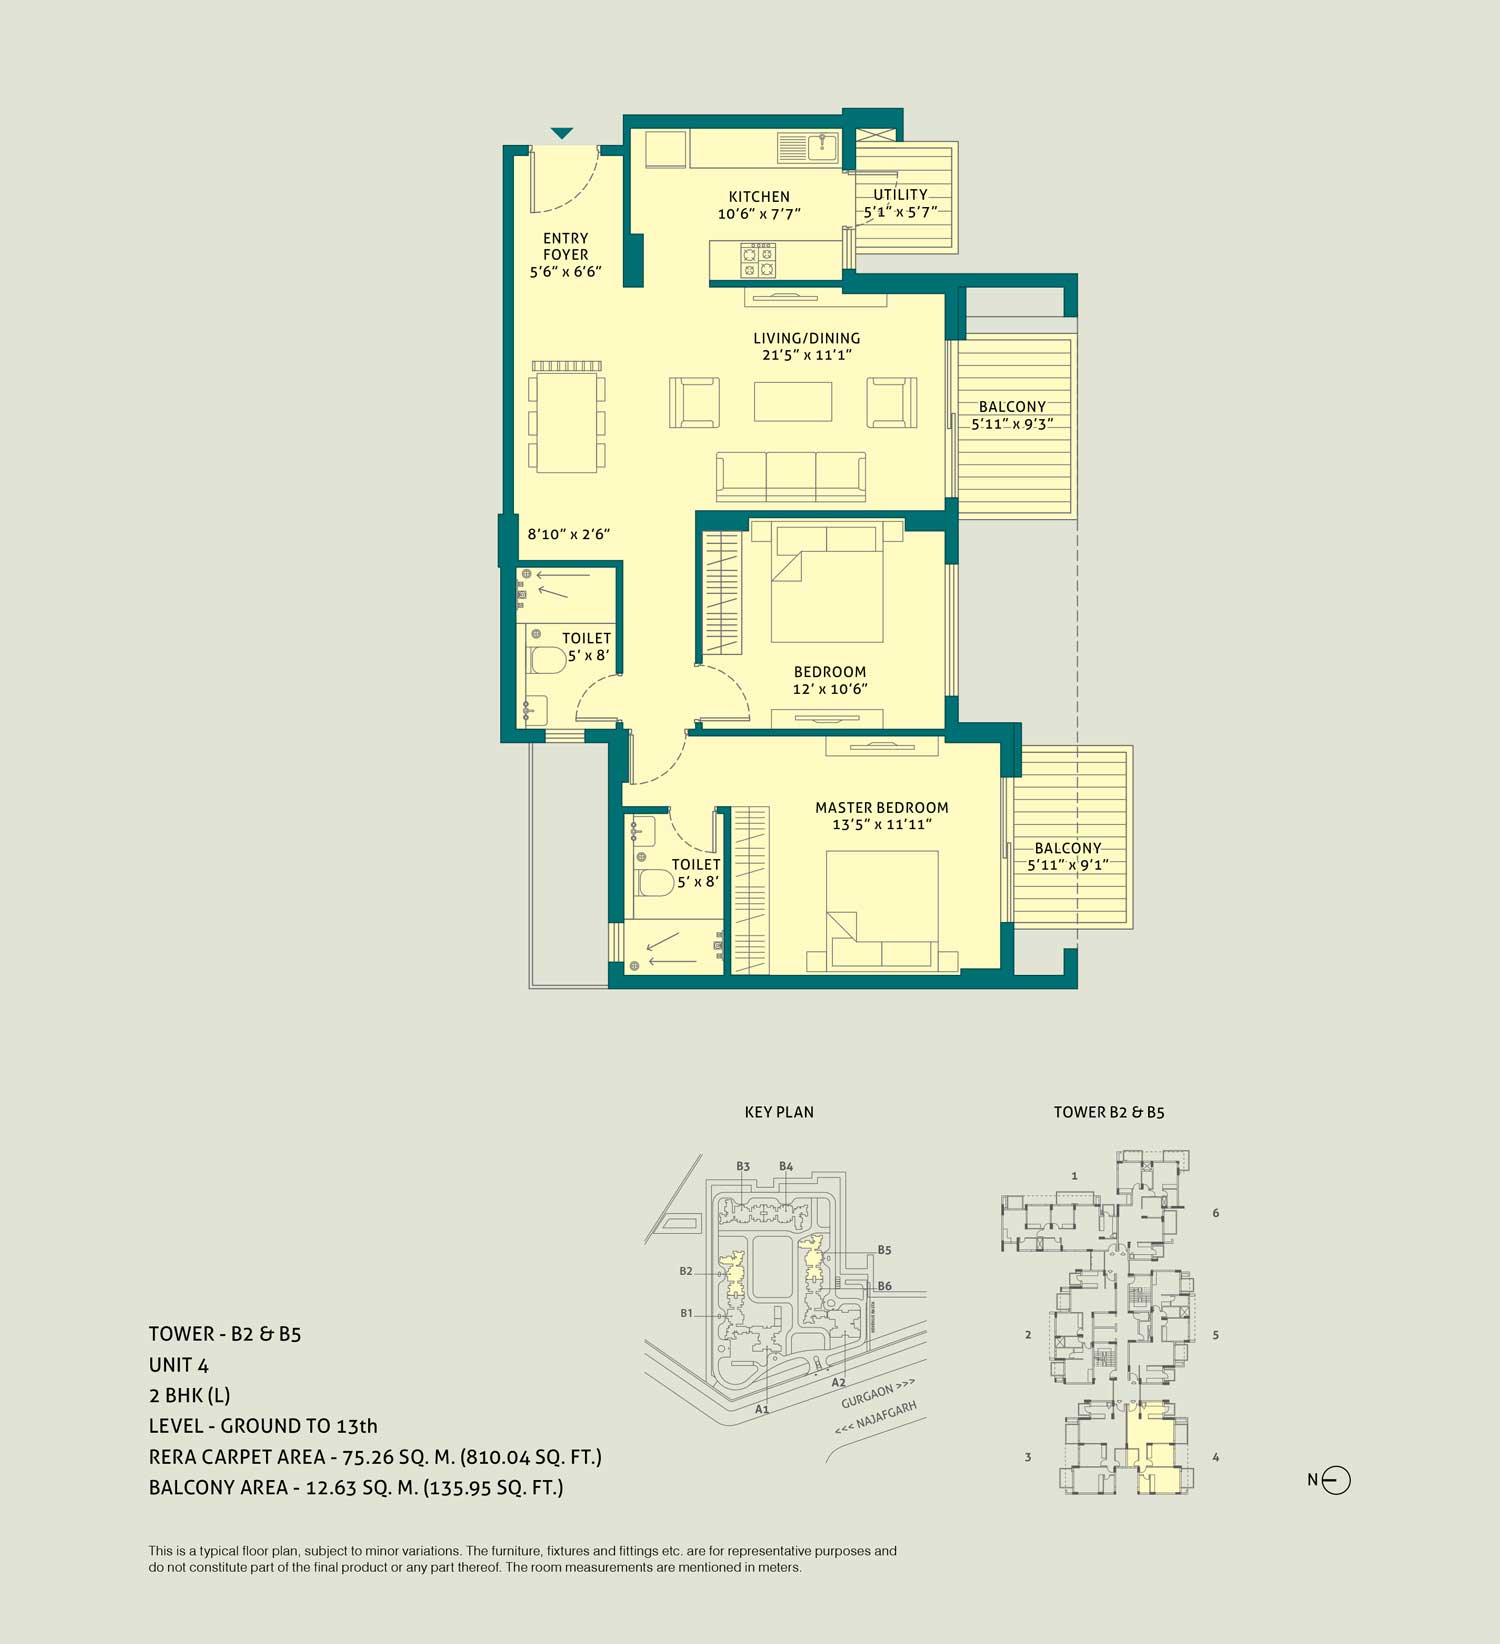 KITCHEN
10'6" x 7'7"
UTILITY
5'1" x 5'7"
ENTRY
FOYER
5'6" x 6'6"
LIVING/DINING
21'5" x 11'1"
BALCONY
5'11" x 9'3"
8'10" x 2'6"
TOILET
5' x 8'
BEDROOM
12' x 10'6"
MASTER BEDROOM
13'5" x 11'11"
BALCONY
5'11" x 9'1"
TOILET
5' x 8'
KEY PLAN
B3
B4
B5
B2
B6
B1
A2
A1
GURGAON >>>
<<< NAJAFGARH
TOWER B2 & B5
1
6
2
5
3
4
N
TOWER - B2 & B5
UNIT 4
2 BHK (L)
LEVEL - GROUND TO 13th
RERA CARPET AREA - 75.26 SQ. M. (810.04 SQ. FT.)
BALCONY AREA - 12.63 SQ. M. (135.95 SQ. FT.)
This is a typical floor plan, subject to minor variations. The furniture, fixtures and fittings etc. are for representative purposes and
do not constitute part of the final product or any part thereof. The room measurements are mentioned in meters.